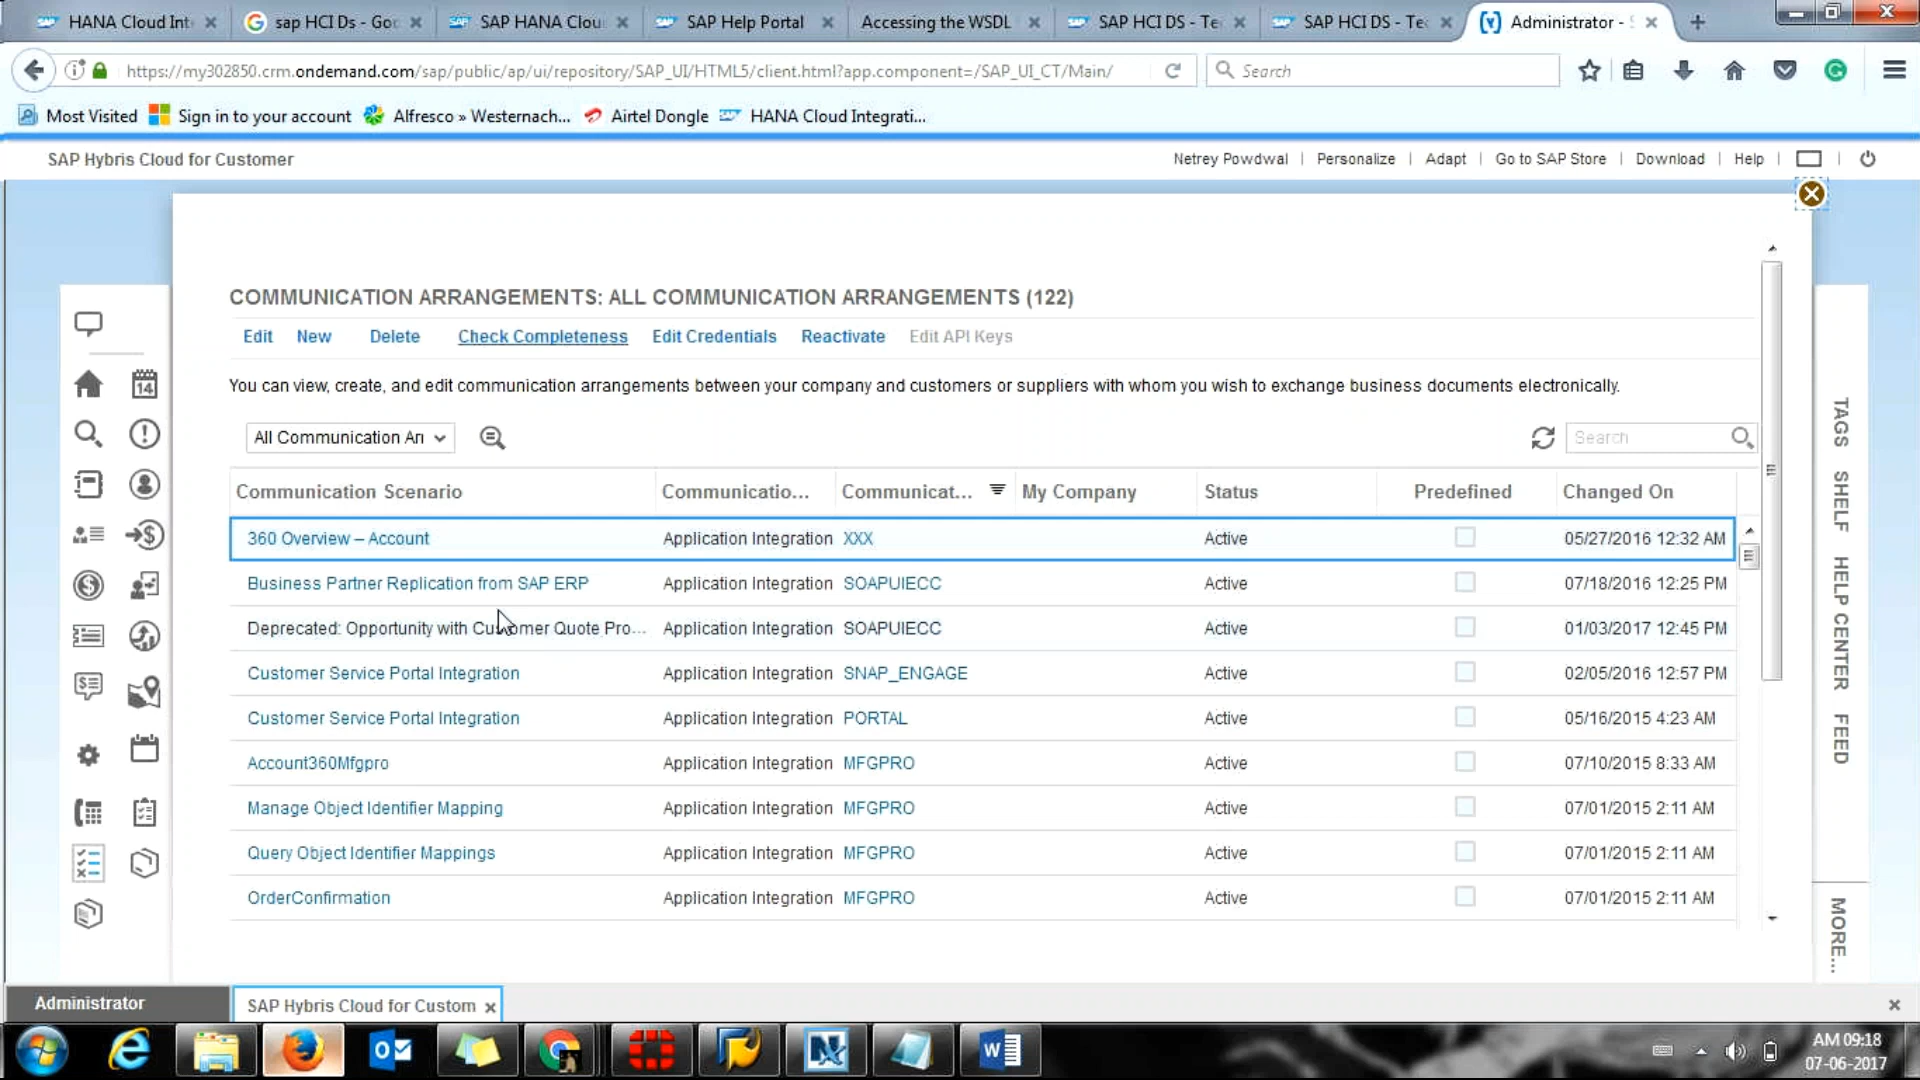 HANA Cloud Int
sap HCI Ds - Go
SAP HANA Clou
SAP Help Portal
Accessing the WSDL
SAP HCI DS - Te
SAP HCI DS - Te
Administrator -
https://my302850.crm.ondemand.com/sap/public/ap/ui/repository/SAP_UI/HTML5/client.html?app.component=/SAP_UI_CT/Main/
Search
Most Visited
Sign in to your account
Alfresco » Westernach...
Airtel Dongle
HANA Cloud Integrati...
SAP Hybris Cloud for Customer
Netrey Powdwal
Personalize
Adapt
Go to SAP Store
Download
Help
COMMUNICATION ARRANGEMENTS: ALL COMMUNICATION ARRANGEMENTS (122)
Edit New Delete Check Completeness Edit Credentials Reactivate Edit API Keys
You can view, create, and edit communication arrangements between your company and customers or suppliers with whom you wish to exchange business documents electronically.
All Communication Arr
Search
Communication Scenario Communicatio... Communicat... My Company Status Predefined Changed On
360 Overview – Account Application Integration XXX Active 05/27/2016 12:32 AM
Business Partner Replication from SAP ERP Application Integration SOAPUIECC Active 07/18/2016 12:25 PM
Deprecated: Opportunity with Customer Quote Pro... Application Integration SOAPUIECC Active 01/03/2017 12:45 PM
Customer Service Portal Integration Application Integration SNAP_ENGAGE Active 02/05/2016 12:57 PM
Customer Service Portal Integration Application Integration PORTAL Active 05/16/2015 4:23 AM
Account360Mfgpro Application Integration MFGPRO Active 07/10/2015 8:33 AM
Manage Object Identifier Mapping Application Integration MFGPRO Active 07/01/2015 2:11 AM
Query Object Identifier Mappings Application Integration MFGPRO Active 07/01/2015 2:11 AM
OrderConfirmation Application Integration MFGPRO Active 07/01/2015 2:11 AM
TAGS
SHELF
HELP CENTER
FEED
MORE...
14
Administrator
SAP Hybris Cloud for Custom
AM 09:18
07-06-2017